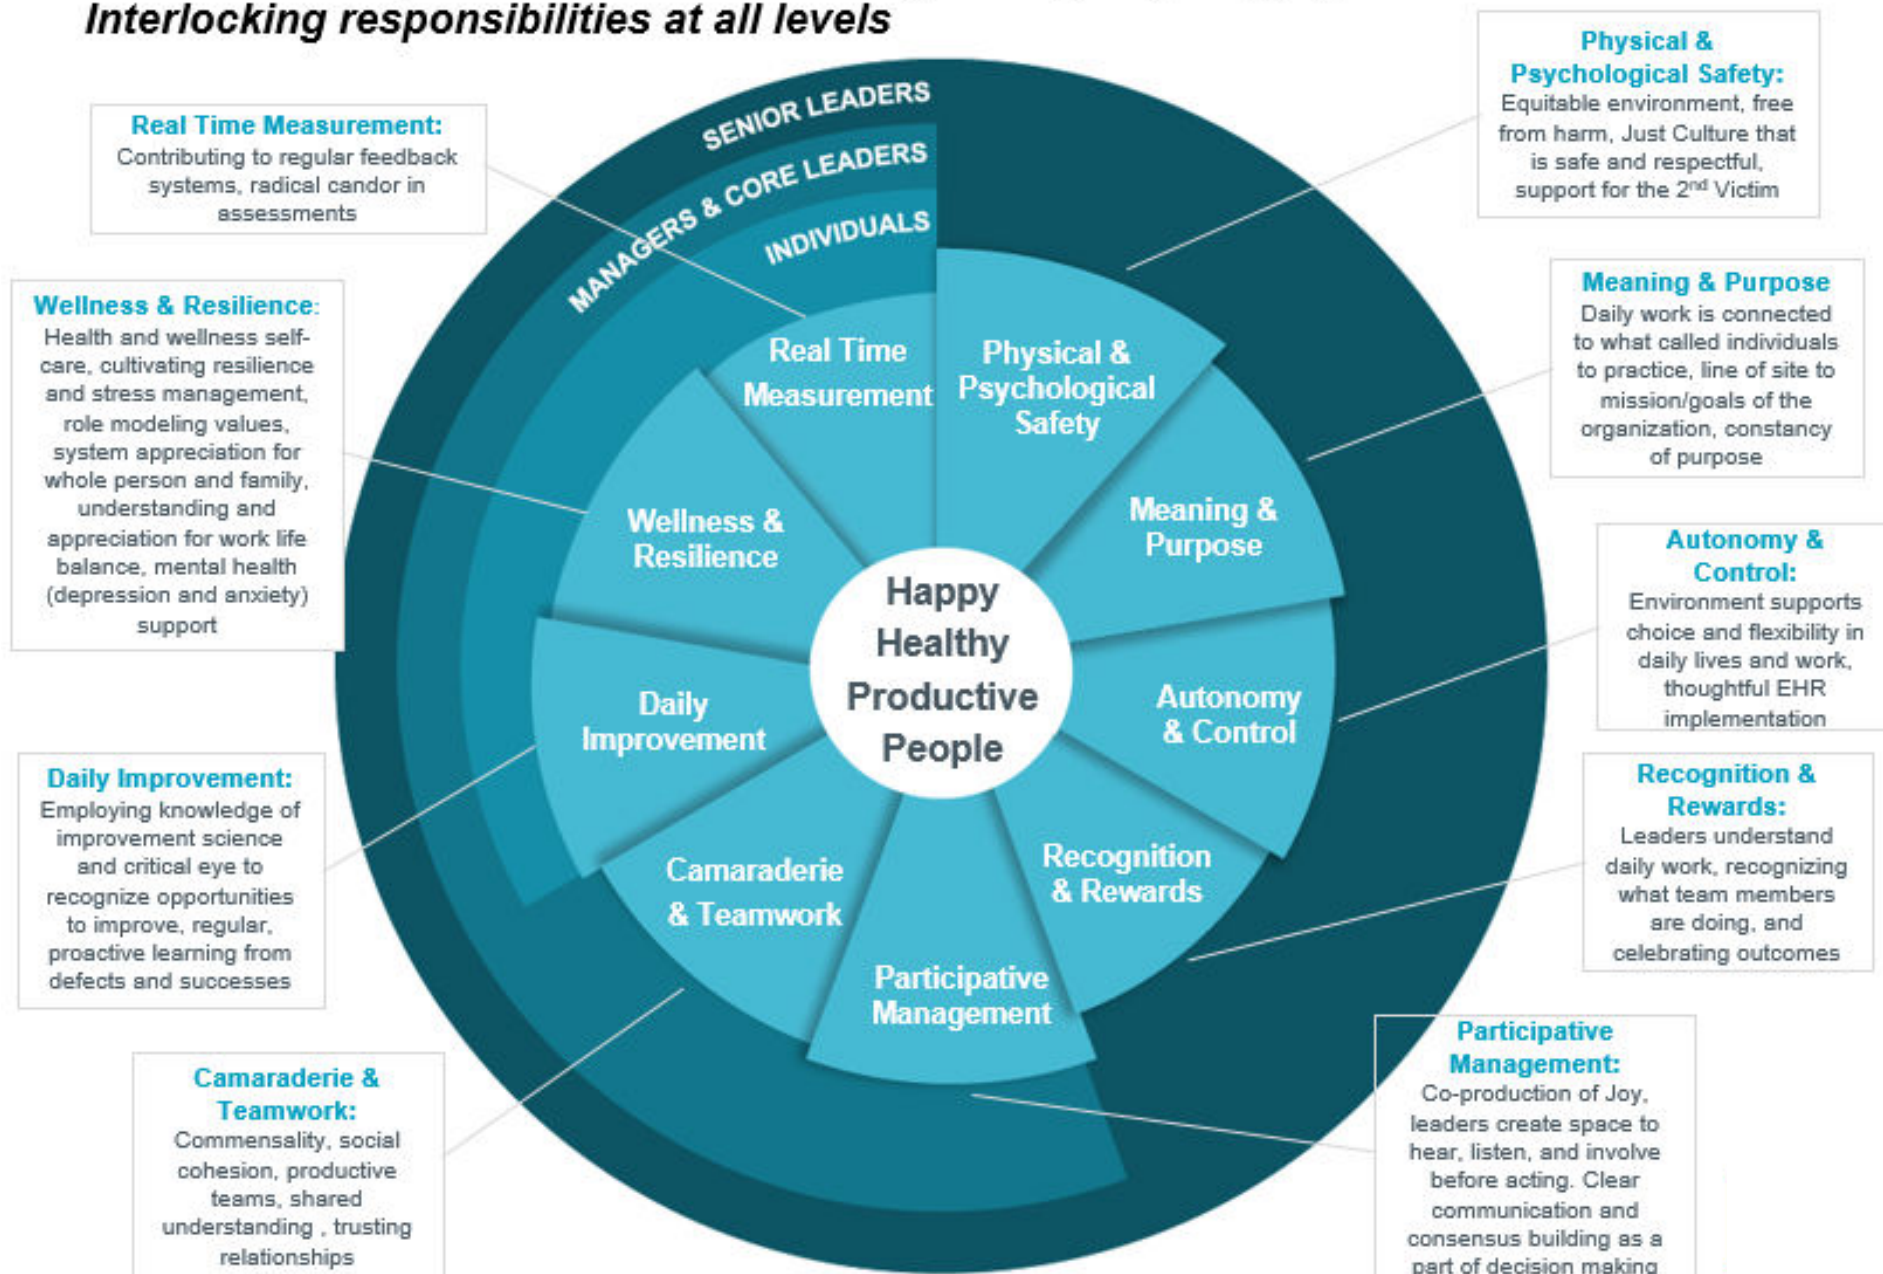 Interlocking responsibilities at all levels
Real Time Measurement:
Contributing to regular feedback
systems, radical candor in
assessments
Wellness & Resilience:
Health and wellness self-
care, cultivating resilience
and stress management,
role modeling values,
system appreciation for
whole person and family,
understanding and
appreciation for work life
balance, mental health
(depression and anxiety)
support
Daily Improvement:
Employing knowledge of
improvement science
and critical eye to
recognize opportunities
to improve, regular,
proactive learning from
defects and successes
Camaraderie &
Teamwork:
Commensality, social
cohesion, productive
teams, shared
understanding , trusting
relationships
SENIOR LEADERS
MANAGERS & CORE LEADERS
INDIVIDUALS
Real Time
Measurement
Physical &
Psychological
Safety
Meaning &
Purpose
Autonomy
& Control
Recognition
& Rewards
Participative
Management
Camaraderie
& Teamwork
Daily
Improvement
Wellness &
Resilience
Happy
Healthy
Productive
People
Physical &
Psychological Safety:
Equitable environment, free
from harm, Just Culture that
is safe and respectful,
support for the 2nd Victim
Meaning & Purpose
Daily work is connected
to what called individuals
to practice, line of site to
mission/goals of the
organization, constancy
of purpose
Autonomy &
Control:
Environment supports
choice and flexibility in
daily lives and work,
thoughtful EHR
implementation
Recognition &
Rewards:
Leaders understand
daily work, recognizing
what team members
are doing, and
celebrating outcomes
Participative
Management:
Co-production of Joy,
leaders create space to
hear, listen, and involve
before acting. Clear
communication and
consensus building as a
part of decision making